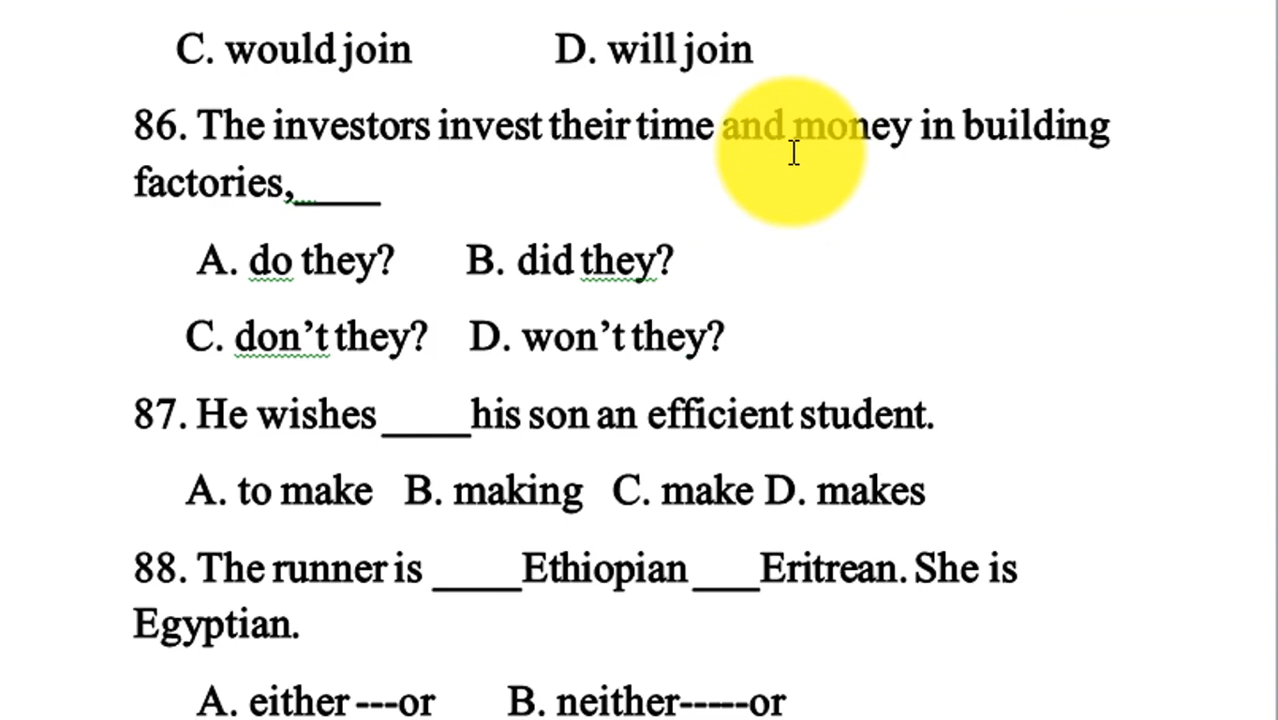 C. would join D. will join
86. The investors invest their time and money in building
factories,____
A. do they? B. did they?
C. don’t they? D. won’t they?
87. He wishes ____his son an efficient student.
A. to make B. making C. make D. makes
88. The runner is ____Ethiopian ___Eritrean. She is
Egyptian.
A. either ---or B. neither-----or